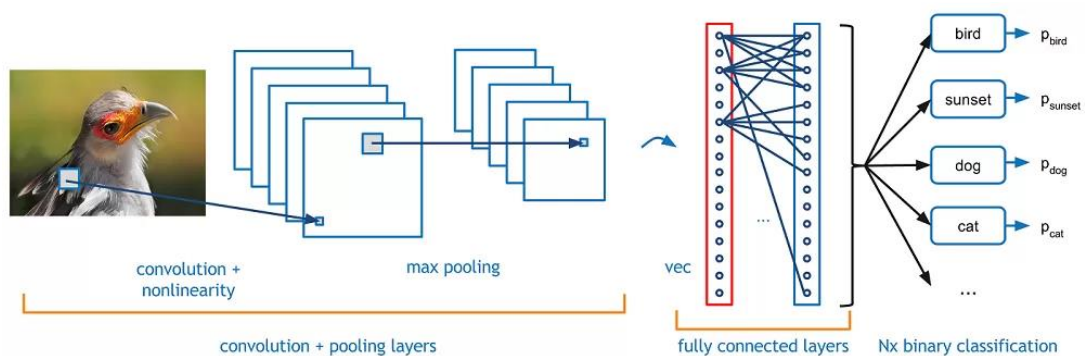 bird
p_bird
sunset
p_sunset
dog
p_dog
cat
p_cat
...
...
convolution +
nonlinearity
max pooling
vec
convolution + pooling layers
fully connected layers
Nx binary classification